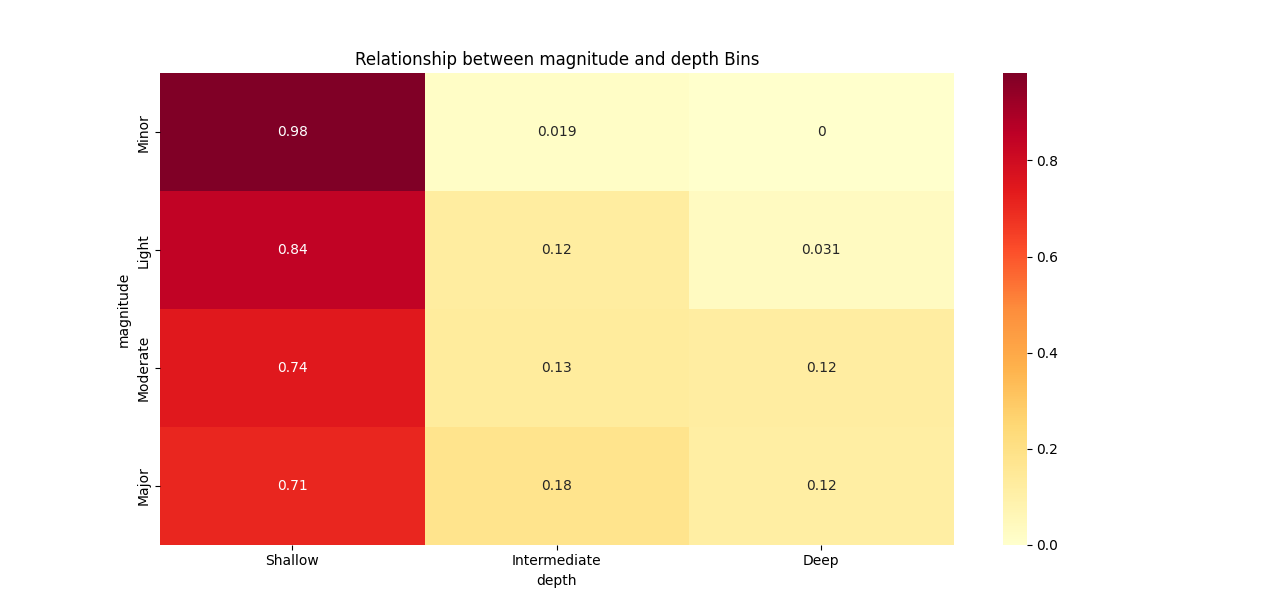 Relationship between magnitude and depth Bins
magnitude
Minor
0.98
0.019
0
Light
0.84
0.12
0.031
Moderate
0.74
0.13
0.12
Major
0.71
0.18
0.12
Shallow
Intermediate
Deep
depth
0.8
0.6
0.4
0.2
0.0